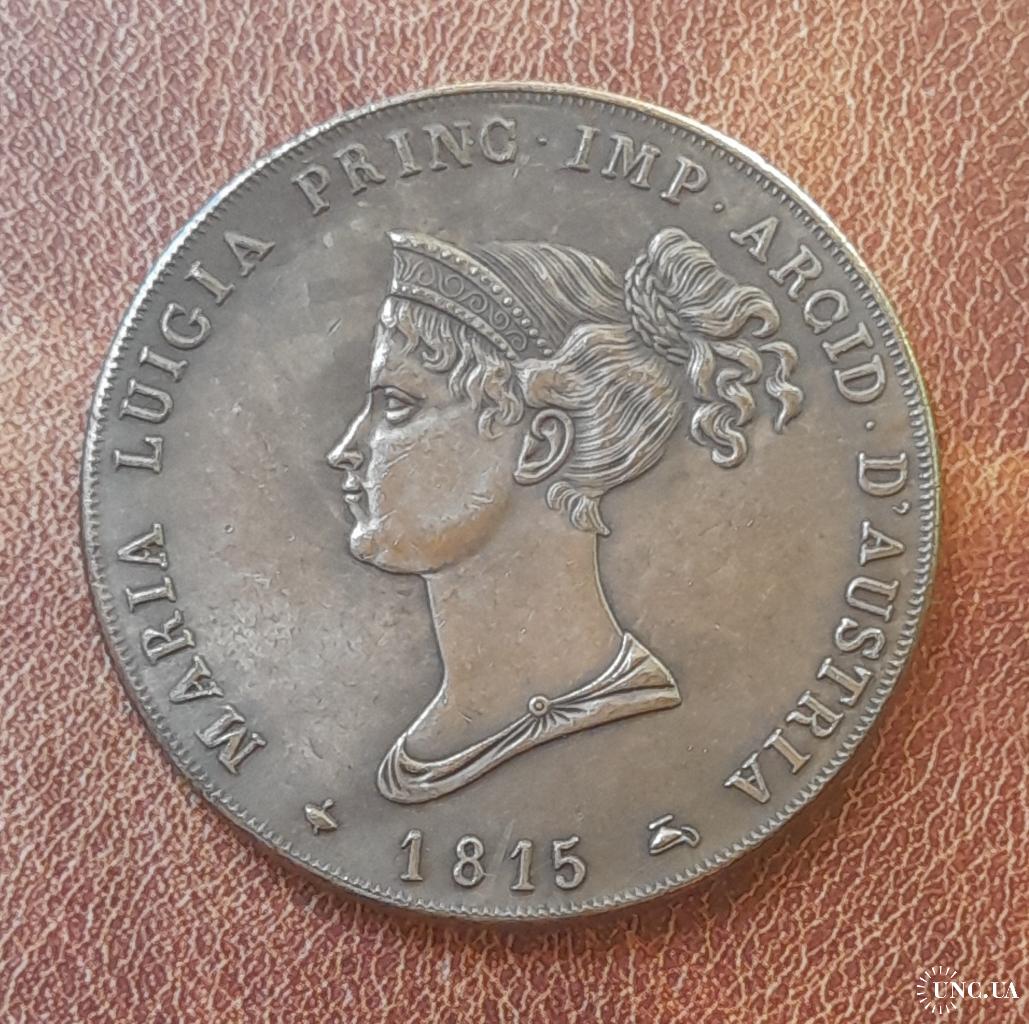 MARIA LUIGIA PRINC · IMP · ARCID · D'AUSTRIA
1815
UNC.UA